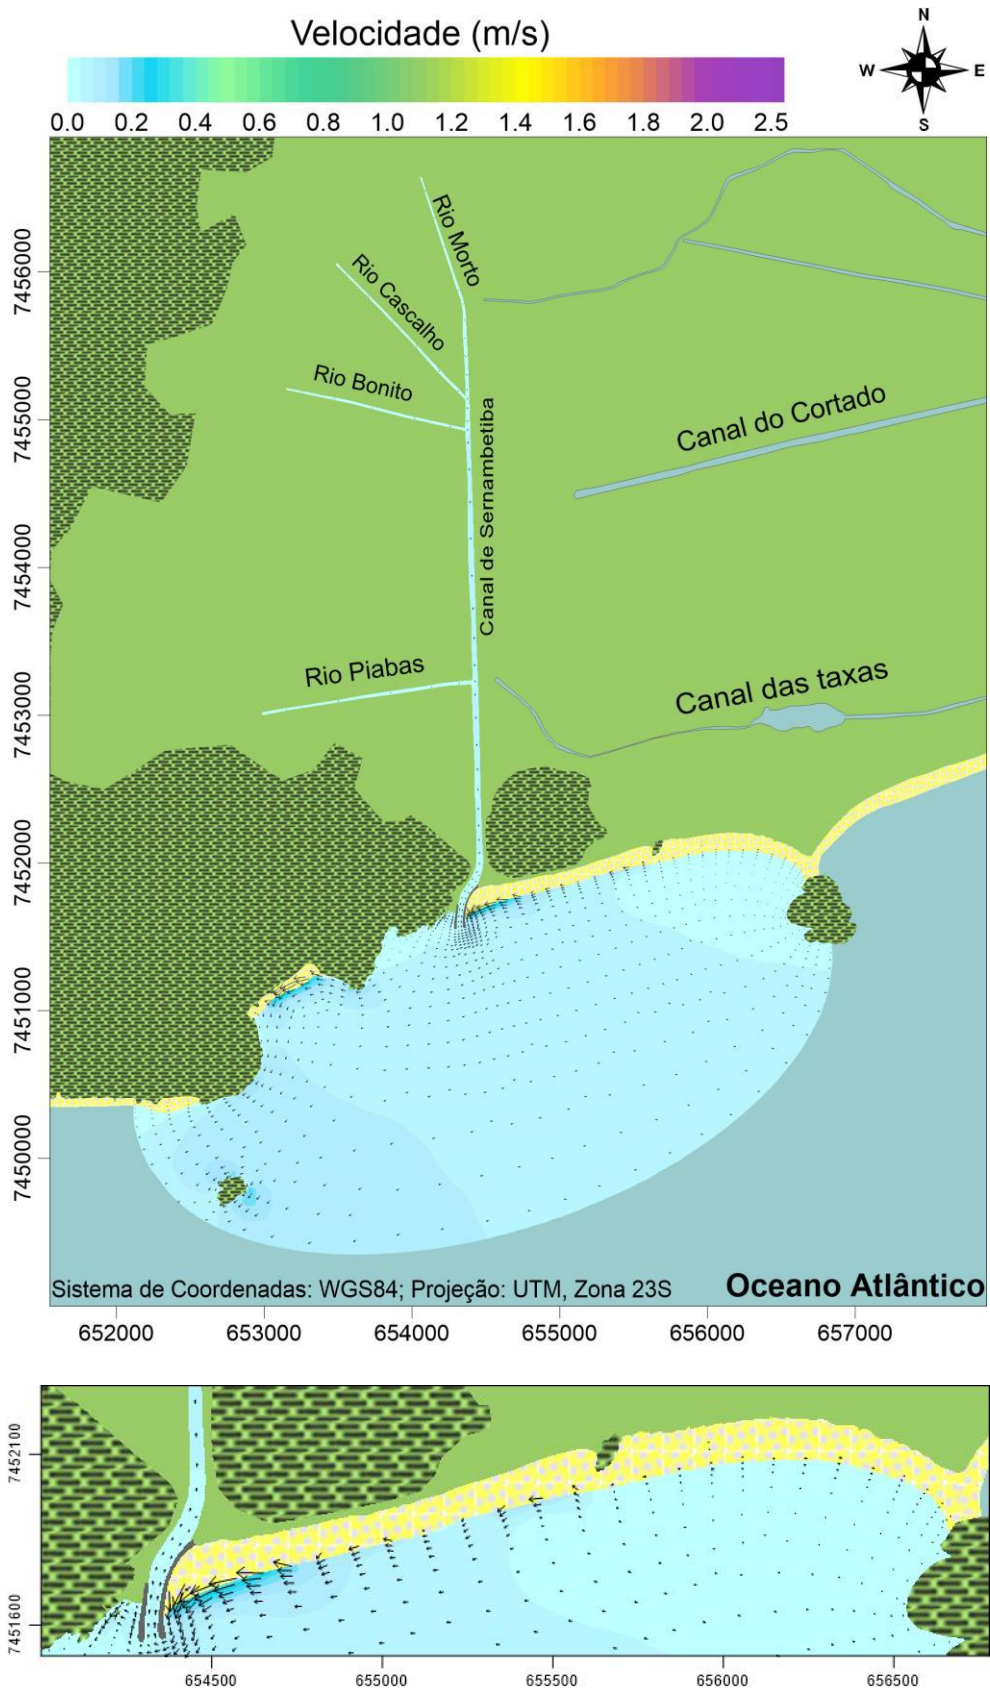 Velocidade (m/s)
N
W E
S
0.0 0.2 0.4 0.6 0.8 1.0 1.2 1.4 1.6 1.8 2.0 2.5
Rio Morto
Rio Cascalho
Rio Bonito
Canal de Sernambetiba
Canal do Cortado
Rio Piabas
Canal das taxas
7456000
7455000
7454000
7453000
7452000
7451000
7450000
Sistema de Coordenadas: WGS84; Projeção: UTM, Zona 23S
Oceano Atlântico
652000 653000 654000 655000 656000 657000
7452100
7451600
654500 655000 655500 656000 656500